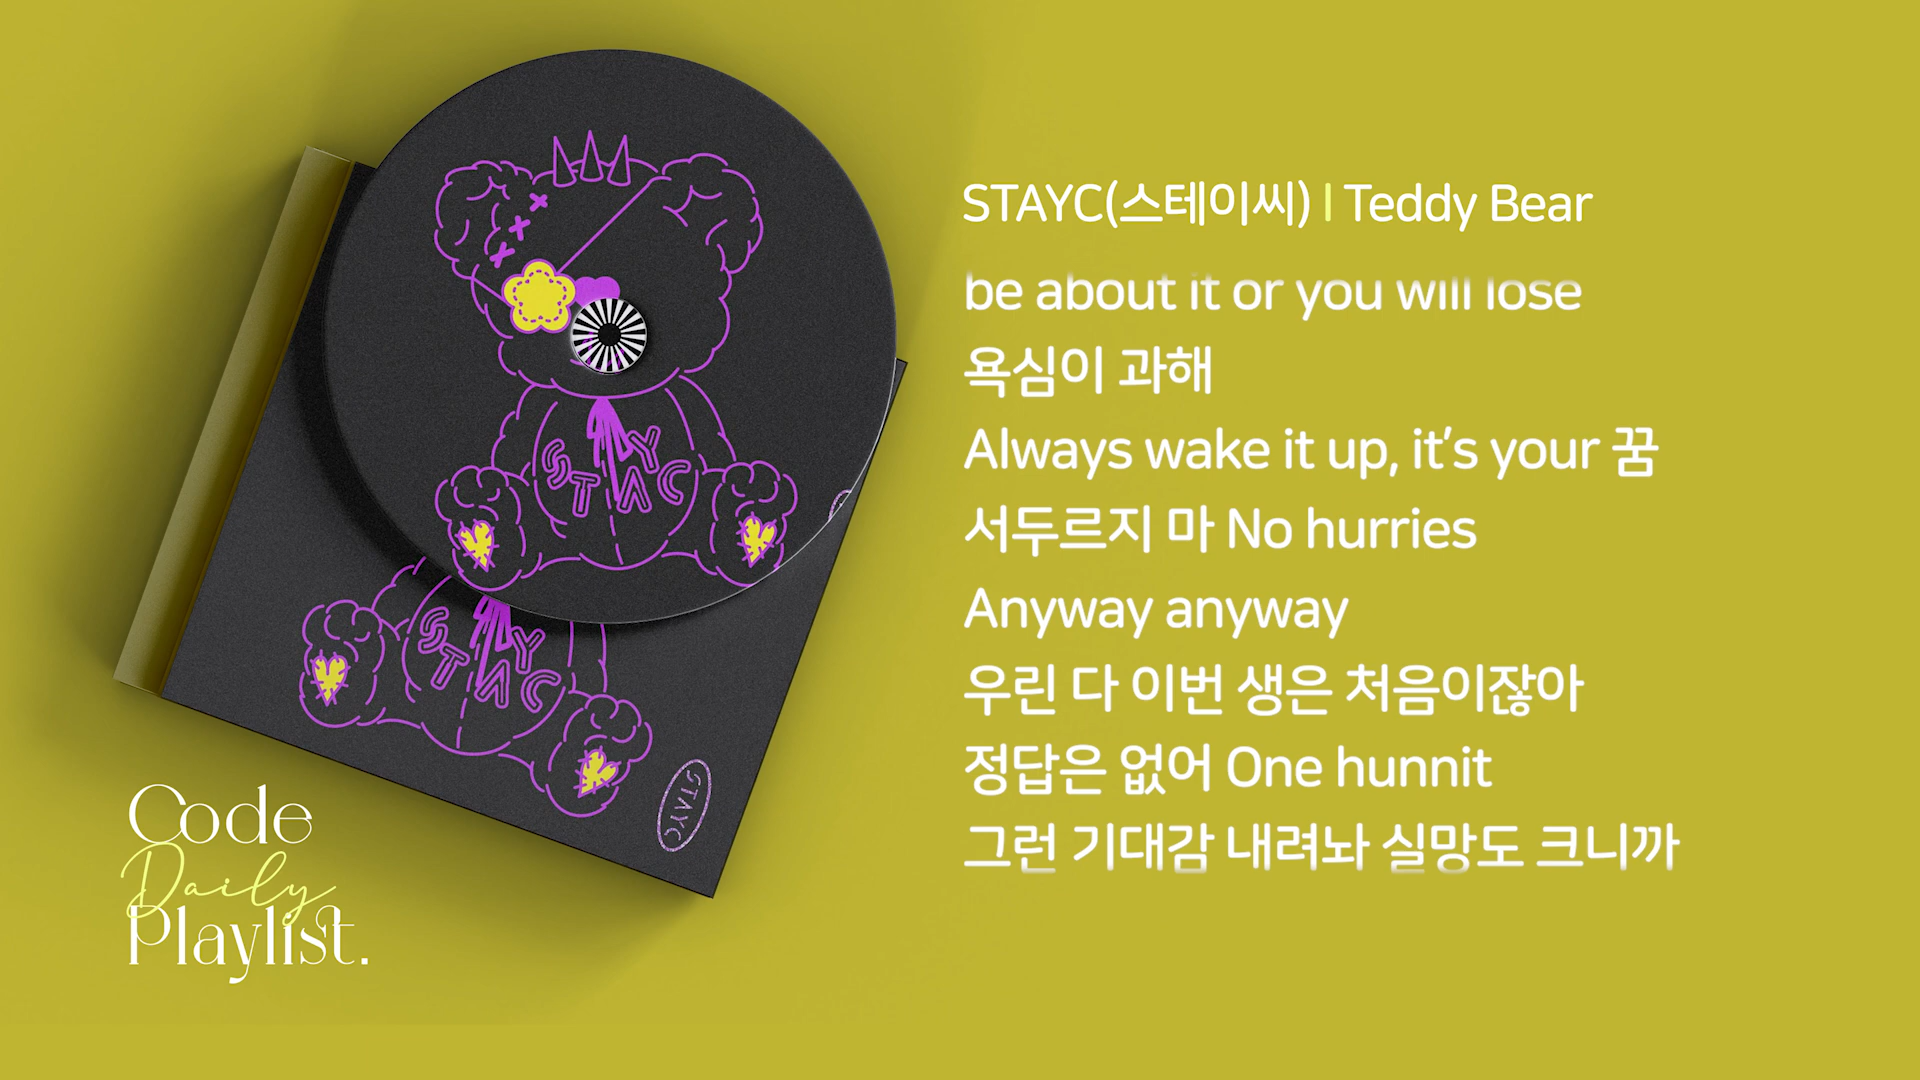 STAYC(스테이씨) I Teddy Bear
be about it or you will lose
욕심이 과해
Always wake it up, it's your 꿈
서두르지 마 No hurries
Anyway anyway
우린 다 이번 생은 처음이잖아
정답은 없어 One hunnit
그런 기대감 내려놔 실망도 크니까
STAYC
STAYC
STAYC
Code
Daily
Playlist.